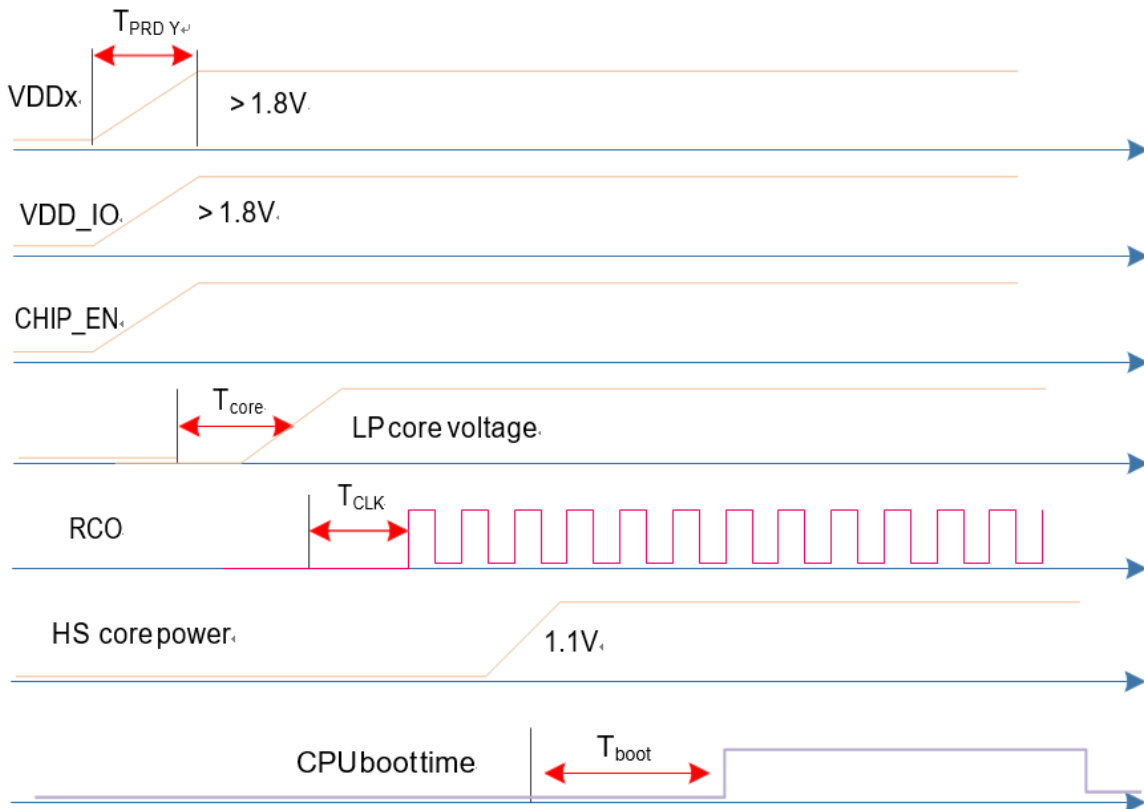 TPRD Y
VDDx
> 1.8V
VDD_IO
> 1.8V
CHIP_EN
Tcore
LP core voltage
TCLK
RCO
HS core power
1.1V
CPU boot time
Tboot